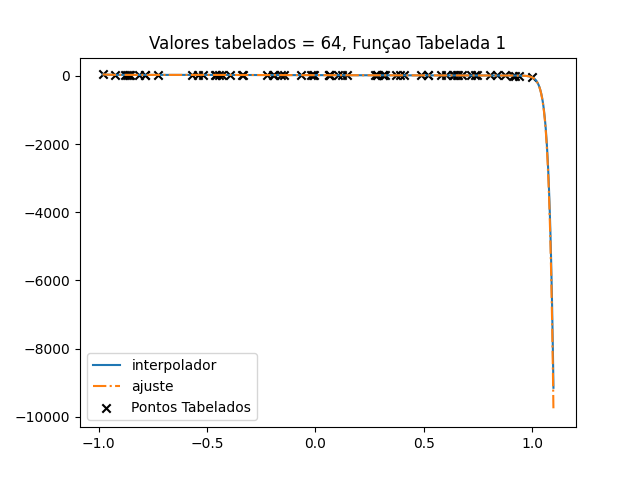 Valores tabelados = 64, Funçao Tabelada 1
0
−2000
−4000
−6000
−8000
−10000
interpolador
ajuste
Pontos Tabelados
−1.0 −0.5 0.0 0.5 1.0